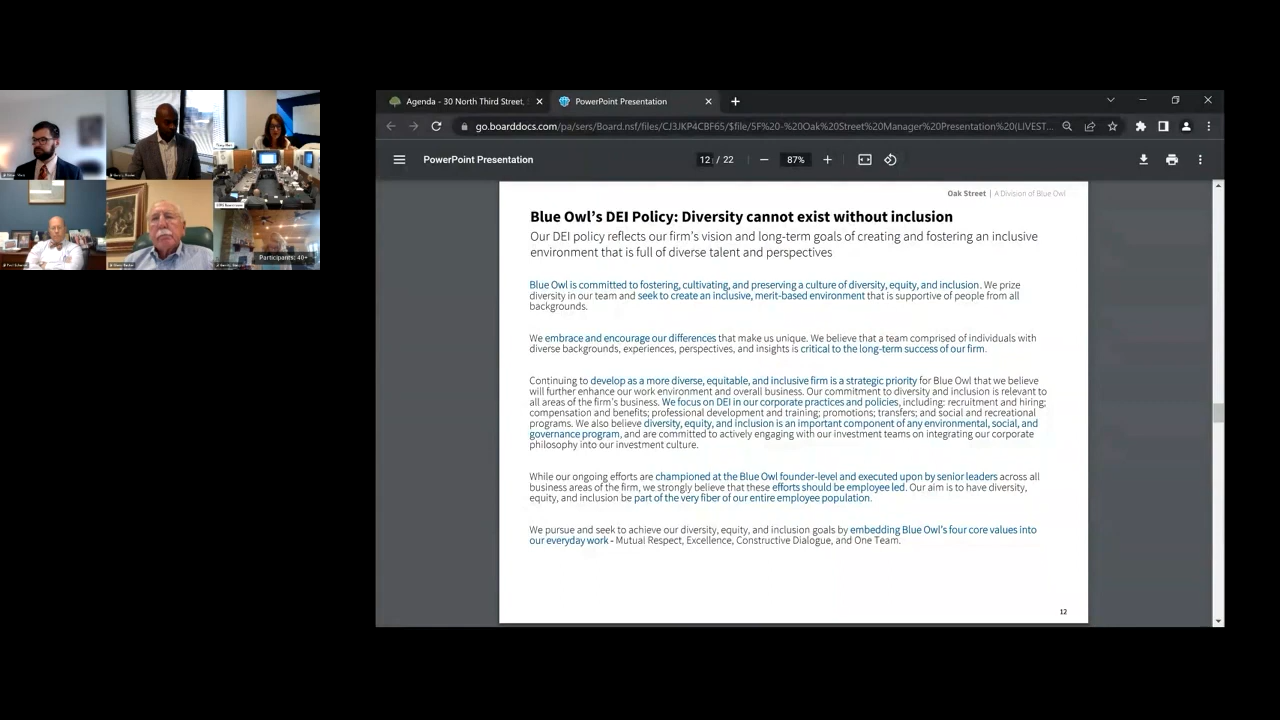 Agenda - 30 North Third Street,
PowerPoint Presentation
go.boarddocs.com/pa/sers/Board.nsf/files/CJ3JKP4CBF65/$file/5F%20-%20Oak%20Street%20Manager%20Presentation%20(LIVEST...
PowerPoint Presentation
12 / 22
87%
Participants: 40+
Oak Street | A Division of Blue Owl
Blue Owl's DEI Policy: Diversity cannot exist without inclusion
Our DEI policy reflects our firm's vision and long-term goals of creating and fostering an inclusive
environment that is full of diverse talent and perspectives
Blue Owl is committed to fostering, cultivating, and preserving a culture of diversity, equity, and inclusion. We prize
diversity in our team and seek to create an inclusive, merit-based environment that is supportive of people from all
backgrounds.
We embrace and encourage our differences that make us unique. We believe that a team comprised of individuals with
diverse backgrounds, experiences, perspectives, and insights is critical to the long-term success of our firm.
Continuing to develop as a more diverse, equitable, and inclusive firm is a strategic priority for Blue Owl that we believe
will further enhance our work environment and overall business. Our commitment to diversity and inclusion is relevant to
all areas of the firm's business. We focus on DEI in our corporate practices and policies, including: recruitment and hiring;
compensation and benefits; professional development and training; promotions; transfers; and social and recreational
programs. We also believe diversity, equity, and inclusion is an important component of any environmental, social, and
governance program, and are committed to actively engaging with our investment teams on integrating our corporate
philosophy into our investment culture.
While our ongoing efforts are championed at the Blue Owl founder-level and executed upon by senior leaders across all
business areas of the firm, we strongly believe that these efforts should be employee led. Our aim is to have diversity,
equity, and inclusion be part of the very fiber of our entire employee population.
We pursue and seek to achieve our diversity, equity, and inclusion goals by embedding Blue Owl's four core values into
our everyday work - Mutual Respect, Excellence, Constructive Dialogue, and One Team.
12